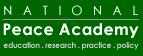 NATIONAL
Peace Academy
education . research . practice . policy